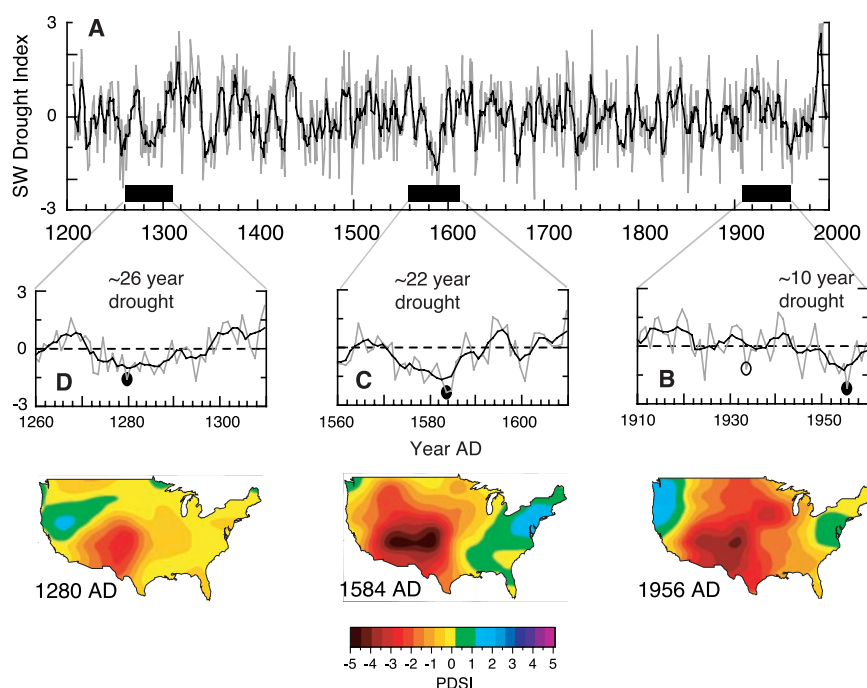 A
SW Drought Index
3
0
-3
1200 1300 1400 1500 1600 1700 1800 1900 2000
~26 year
drought
~22 year
drought
~10 year
drought
3
0
-3
D
C
B
1260 1280 1300
1560 1580 1600
1910 1930 1950
Year AD
1280 AD
1584 AD
1956 AD
-5 -4 -3 -2 -1 0 1 2 3 4 5
PDSI